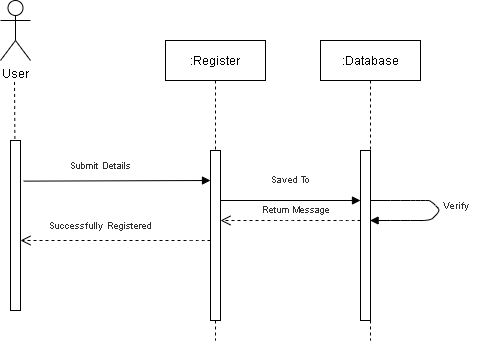 :Register
:Database
User
Submit Details
Saved To
Verify
Return Message
Successfully Registered